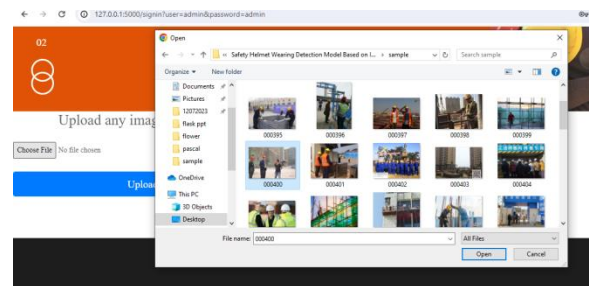 127.0.0.1:5000/signin?user=admin&password=admin
02
Upload any imag
Choose File No file chosen
Uploa
Open
« Safety Helmet Wearing Detection Model Based on I... > sample
Search sample
Organize
New folder
Documents
Pictures
12072023
flask ppt
flower
pascal
sample
OneDrive
This PC
3D Objects
Desktop
000395 000396 000397 000398 000399
000400 000401 000402 000403 000404
File name: 000400
All Files
Open Cancel